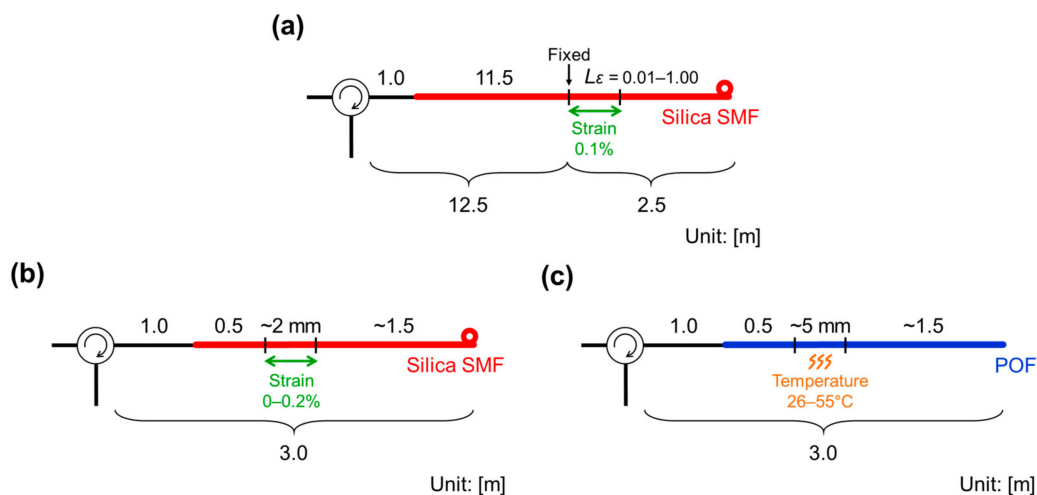 (a)
Fixed
1.0
11.5
Lε = 0.01–1.00
Silica SMF
Strain
0.1%
12.5
2.5
Unit: [m]
(b)
1.0
0.5
~2 mm
~1.5
Silica SMF
Strain
0–0.2%
3.0
Unit: [m]
(c)
1.0
0.5
~5 mm
~1.5
POF
Temperature
26–55°C
3.0
Unit: [m]